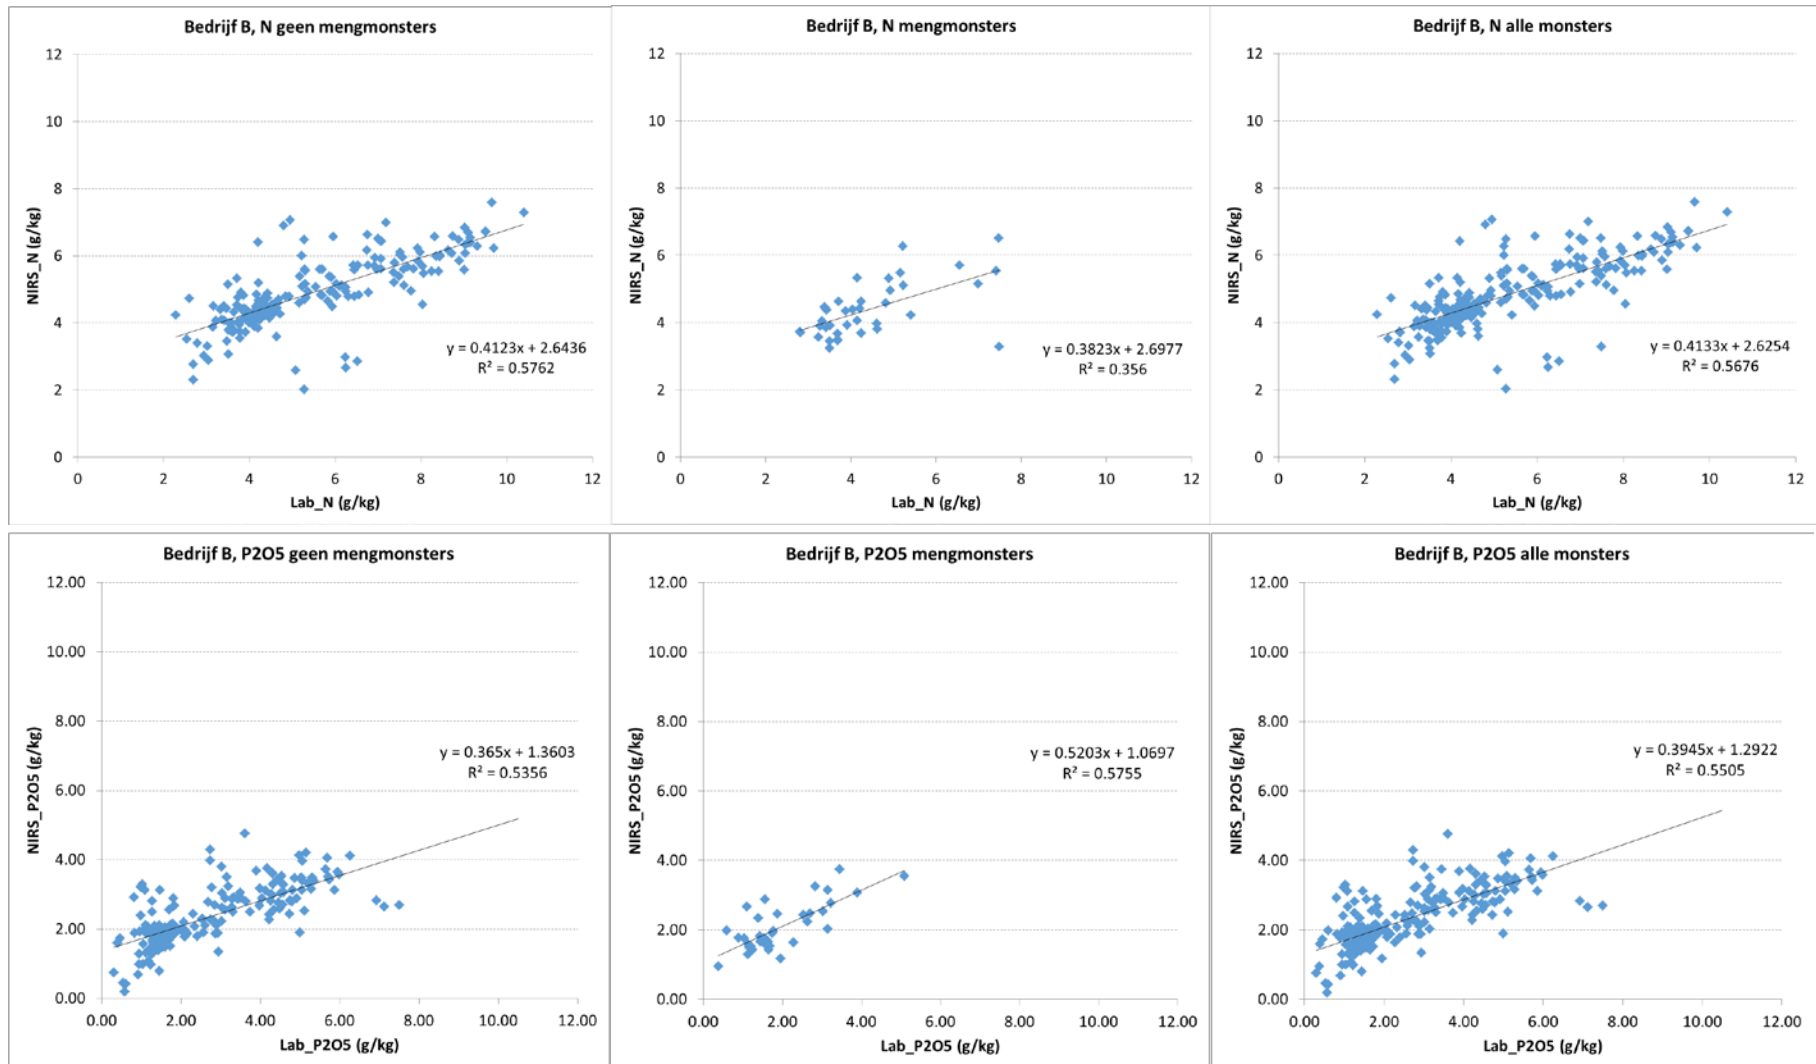 Bedrijf B, N geen mengmonsters
12
10
8
6
4
2
0
NIRS_N (g/kg)
y = 0.4123x + 2.6436
R² = 0.5762
0 2 4 6 8 10 12
Lab_N (g/kg)
Bedrijf B, N mengmonsters
12
10
8
6
4
2
0
NIRS_N (g/kg)
y = 0.3823x + 2.6977
R² = 0.356
0 2 4 6 8 10 12
Lab_N (g/kg)
Bedrijf B, N alle monsters
12
10
8
6
4
2
0
NIRS_N (g/kg)
y = 0.4133x + 2.6254
R² = 0.5676
0 2 4 6 8 10 12
Lab_N (g/kg)
Bedrijf B, P2O5 geen mengmonsters
12.00
10.00
8.00
6.00
4.00
2.00
0.00
NIRS_P2O5 (g/kg)
y = 0.365x + 1.3603
R² = 0.5356
0.00 2.00 4.00 6.00 8.00 10.00 12.00
Lab_P2O5 (g/kg)
Bedrijf B, P2O5 mengmonsters
12.00
10.00
8.00
6.00
4.00
2.00
0.00
NIRS_P2O5 (g/kg)
y = 0.5203x + 1.0697
R² = 0.5755
0.00 2.00 4.00 6.00 8.00 10.00 12.00
Lab_P2O5 (g/kg)
Bedrijf B, P2O5 alle monsters
12.00
10.00
8.00
6.00
4.00
2.00
0.00
NIRS_P2O5 (g/kg)
y = 0.3945x + 1.2922
R² = 0.5505
0.00 2.00 4.00 6.00 8.00 10.00 12.00
Lab_P2O5 (g/kg)